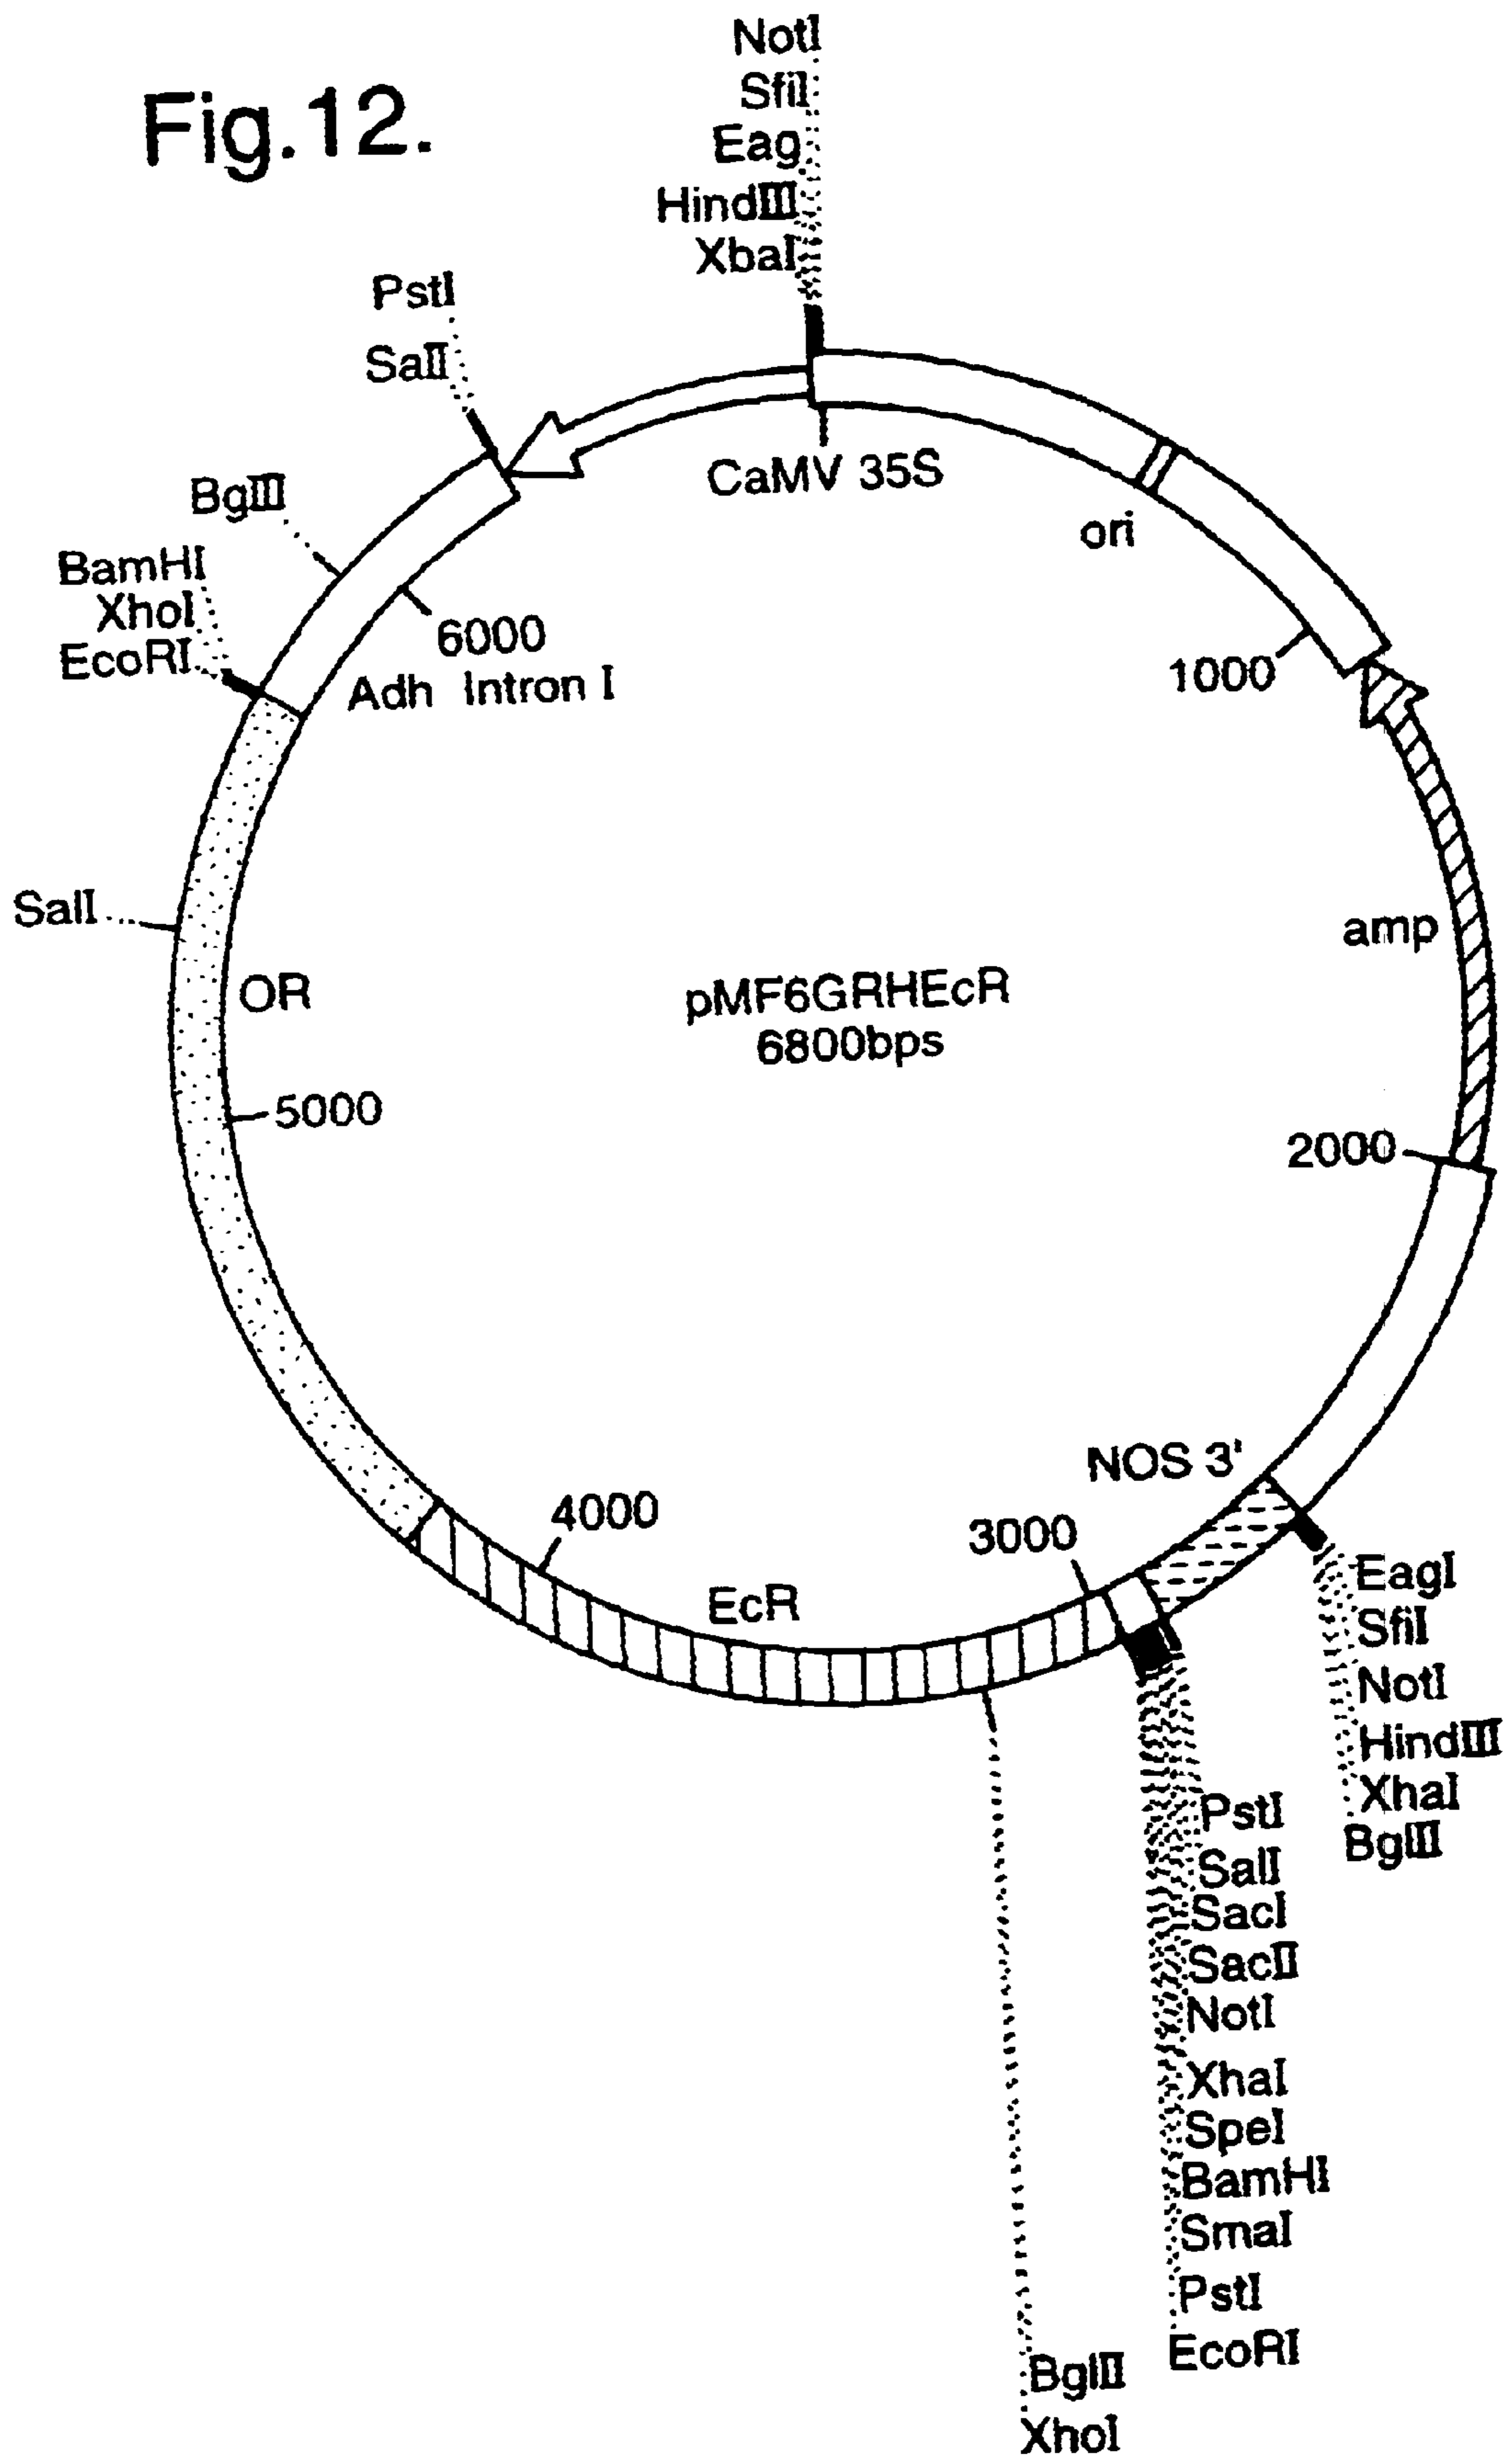 Fig.12.
NotI
SfiI
Eag
HindIII
XbaI
PstI
SalI
BglII
BamHI
XhoI
EcoRI
CaMV 35S
ori
6000
Adh Intron I
1000
SalI
amp
OR
pMF6GRHEcR
6800bps
5000
2000
NOS 3'
4000
3000
EcR
EagI
SfiI
NotI
HindIII
XhaI
BglII
PstI
SalI
SacI
SacII
NotI
XhaI
SpeI
BamHI
SmaI
PstI
EcoRI
BglII
XhoI